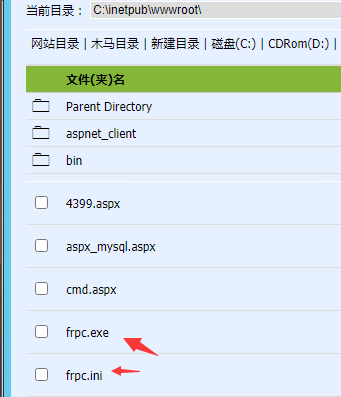 当前目录： C:\inetpub\wwwroot\
网站目录 | 木马目录 | 新建目录 | 磁盘(C:) | CDRom(D:) |
文件(夹)名
Parent Directory
aspnet_client
bin
4399.aspx
aspx_mysql.aspx
cmd.aspx
frpc.exe
frpc.ini